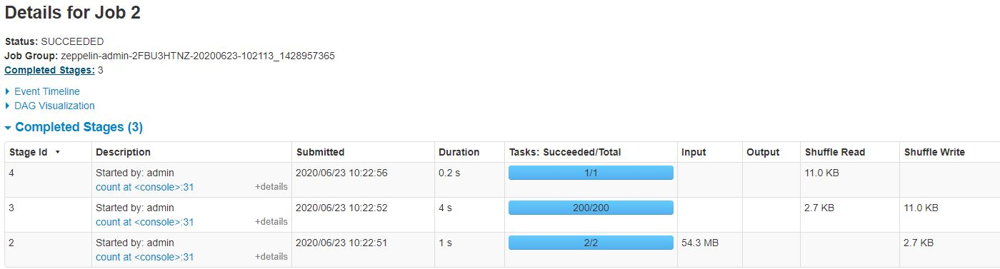 Details for Job 2
Status: SUCCEEDED
Job Group: zeppelin-admin-2FBU3HTNZ-20200623-102113_1428957365
Completed Stages: 3
Event Timeline
DAG Visualization
Completed Stages (3)
Stage Id Description Submitted Duration Tasks: Succeeded/Total Input Output Shuffle Read Shuffle Write
4 Started by: admin 2020/06/23 10:22:56 0.2 s 1/1 11.0 KB
count at <console>:31 +details
3 Started by: admin 2020/06/23 10:22:52 4 s 200/200 2.7 KB 11.0 KB
count at <console>:31 +details
2 Started by: admin 2020/06/23 10:22:51 1 s 2/2 54.3 MB 2.7 KB
count at <console>:31 +details